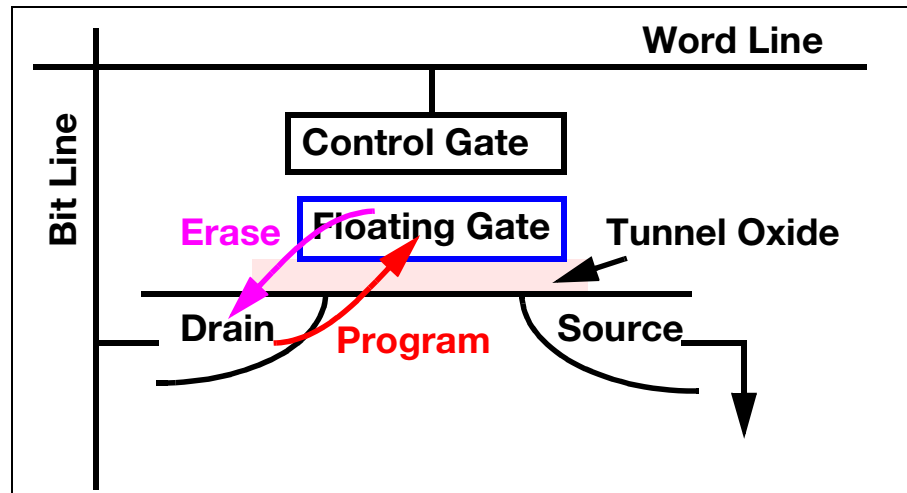 Word Line
Bit Line
Control Gate
Floating Gate
Erase
Tunnel Oxide
Drain
Program
Source